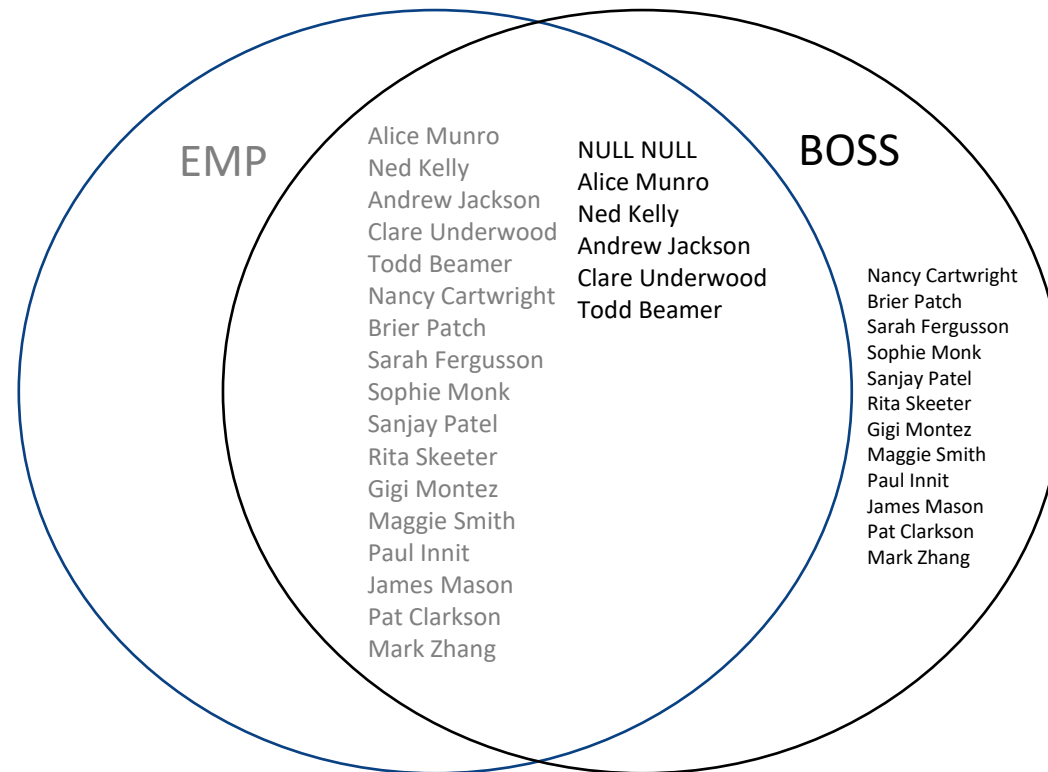 EMP
Alice Munro
Ned Kelly
Andrew Jackson
Clare Underwood
Todd Beamer
Nancy Cartwright
Brier Patch
Sarah Fergusson
Sophie Monk
Sanjay Patel
Rita Skeeter
Gigi Montez
Maggie Smith
Paul Innit
James Mason
Pat Clarkson
Mark Zhang
NULL NULL
Alice Munro
Ned Kelly
Andrew Jackson
Clare Underwood
Todd Beamer
BOSS
Nancy Cartwright
Brier Patch
Sarah Fergusson
Sophie Monk
Sanjay Patel
Rita Skeeter
Gigi Montez
Maggie Smith
Paul Innit
James Mason
Pat Clarkson
Mark Zhang